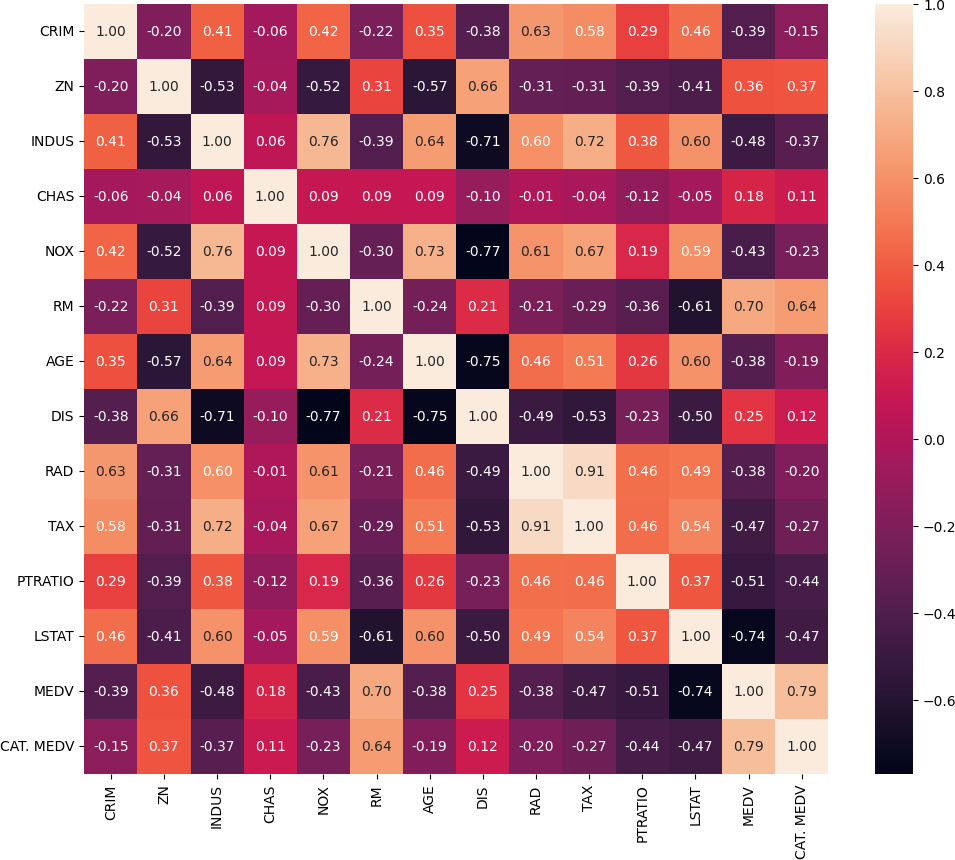 CRIM 1.00 -0.20 0.41 -0.06 0.42 -0.22 0.35 -0.38 0.63 0.58 0.29 0.46 -0.39 -0.15
ZN -0.20 1.00 -0.53 -0.04 -0.52 0.31 -0.57 0.66 -0.31 -0.31 -0.39 -0.41 0.36 0.37
INDUS 0.41 -0.53 1.00 0.06 0.76 -0.39 0.64 -0.71 0.60 0.72 0.38 0.60 -0.48 -0.37
CHAS -0.06 -0.04 0.06 1.00 0.09 0.09 0.09 -0.10 -0.01 -0.04 -0.12 -0.05 0.18 0.11
NOX 0.42 -0.52 0.76 0.09 1.00 -0.30 0.73 -0.77 0.61 0.67 0.19 0.59 -0.43 -0.23
RM -0.22 0.31 -0.39 0.09 -0.30 1.00 -0.24 0.21 -0.21 -0.29 -0.36 -0.61 0.70 0.64
AGE 0.35 -0.57 0.64 0.09 0.73 -0.24 1.00 -0.75 0.46 0.51 0.26 0.60 -0.38 -0.19
DIS -0.38 0.66 -0.71 -0.10 -0.77 0.21 -0.75 1.00 -0.49 -0.53 -0.23 -0.50 0.25 0.12
RAD 0.63 -0.31 0.60 -0.01 0.61 -0.21 0.46 -0.49 1.00 0.91 0.46 0.49 -0.38 -0.20
TAX 0.58 -0.31 0.72 -0.04 0.67 -0.29 0.51 -0.53 0.91 1.00 0.46 0.54 -0.47 -0.27
PTRATIO 0.29 -0.39 0.38 -0.12 0.19 -0.36 0.26 -0.23 0.46 0.46 1.00 0.37 -0.51 -0.44
LSTAT 0.46 -0.41 0.60 -0.05 0.59 -0.61 0.60 -0.50 0.49 0.54 0.37 1.00 -0.74 -0.47
MEDV -0.39 0.36 -0.48 0.18 -0.43 0.70 -0.38 0.25 -0.38 -0.47 -0.51 -0.74 1.00 0.79
CAT. MEDV -0.15 0.37 -0.37 0.11 -0.23 0.64 -0.19 0.12 -0.20 -0.27 -0.44 -0.47 0.79 1.00
CRIM ZN INDUS CHAS NOX RM AGE DIS RAD TAX PTRATIO LSTAT MEDV CAT. MEDV
1.0
0.8
0.6
0.4
0.2
0.0
−0.2
−0.4
−0.6